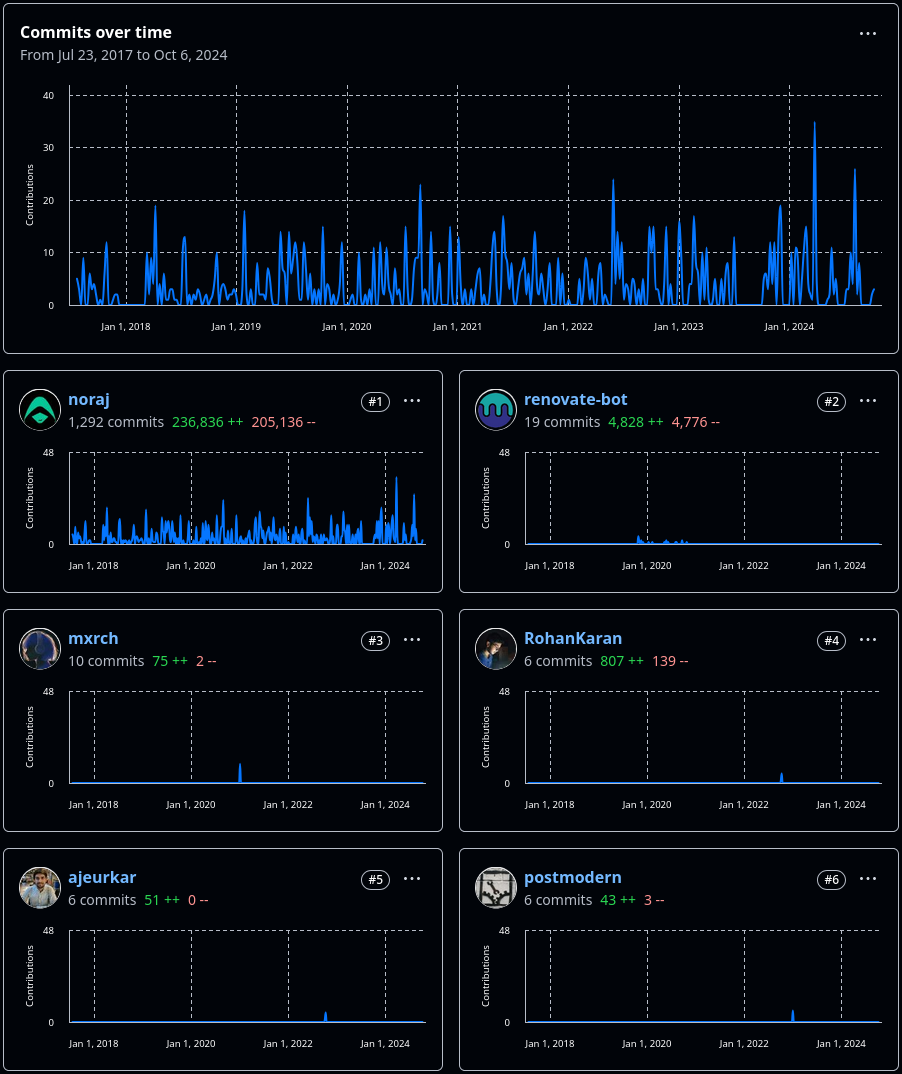 Commits over time
From Jul 23, 2017 to Oct 6, 2024
Contributions
40
30
20
10
0
Jan 1, 2018 Jan 1, 2019 Jan 1, 2020 Jan 1, 2021 Jan 1, 2022 Jan 1, 2023 Jan 1, 2024
noraj #1
1,292 commits 236,836 ++ 205,136 --
Contributions
48
0
Jan 1, 2018 Jan 1, 2020 Jan 1, 2022 Jan 1, 2024
renovate-bot #2
19 commits 4,828 ++ 4,776 --
Contributions
48
0
Jan 1, 2018 Jan 1, 2020 Jan 1, 2022 Jan 1, 2024
mxrch #3
10 commits 75 ++ 2 --
Contributions
48
0
Jan 1, 2018 Jan 1, 2020 Jan 1, 2022 Jan 1, 2024
RohanKaran #4
6 commits 807 ++ 139 --
Contributions
48
0
Jan 1, 2018 Jan 1, 2020 Jan 1, 2022 Jan 1, 2024
ajeurkar #5
6 commits 51 ++ 0 --
Contributions
48
0
Jan 1, 2018 Jan 1, 2020 Jan 1, 2022 Jan 1, 2024
postmodern #6
6 commits 43 ++ 3 --
Contributions
48
0
Jan 1, 2018 Jan 1, 2020 Jan 1, 2022 Jan 1, 2024